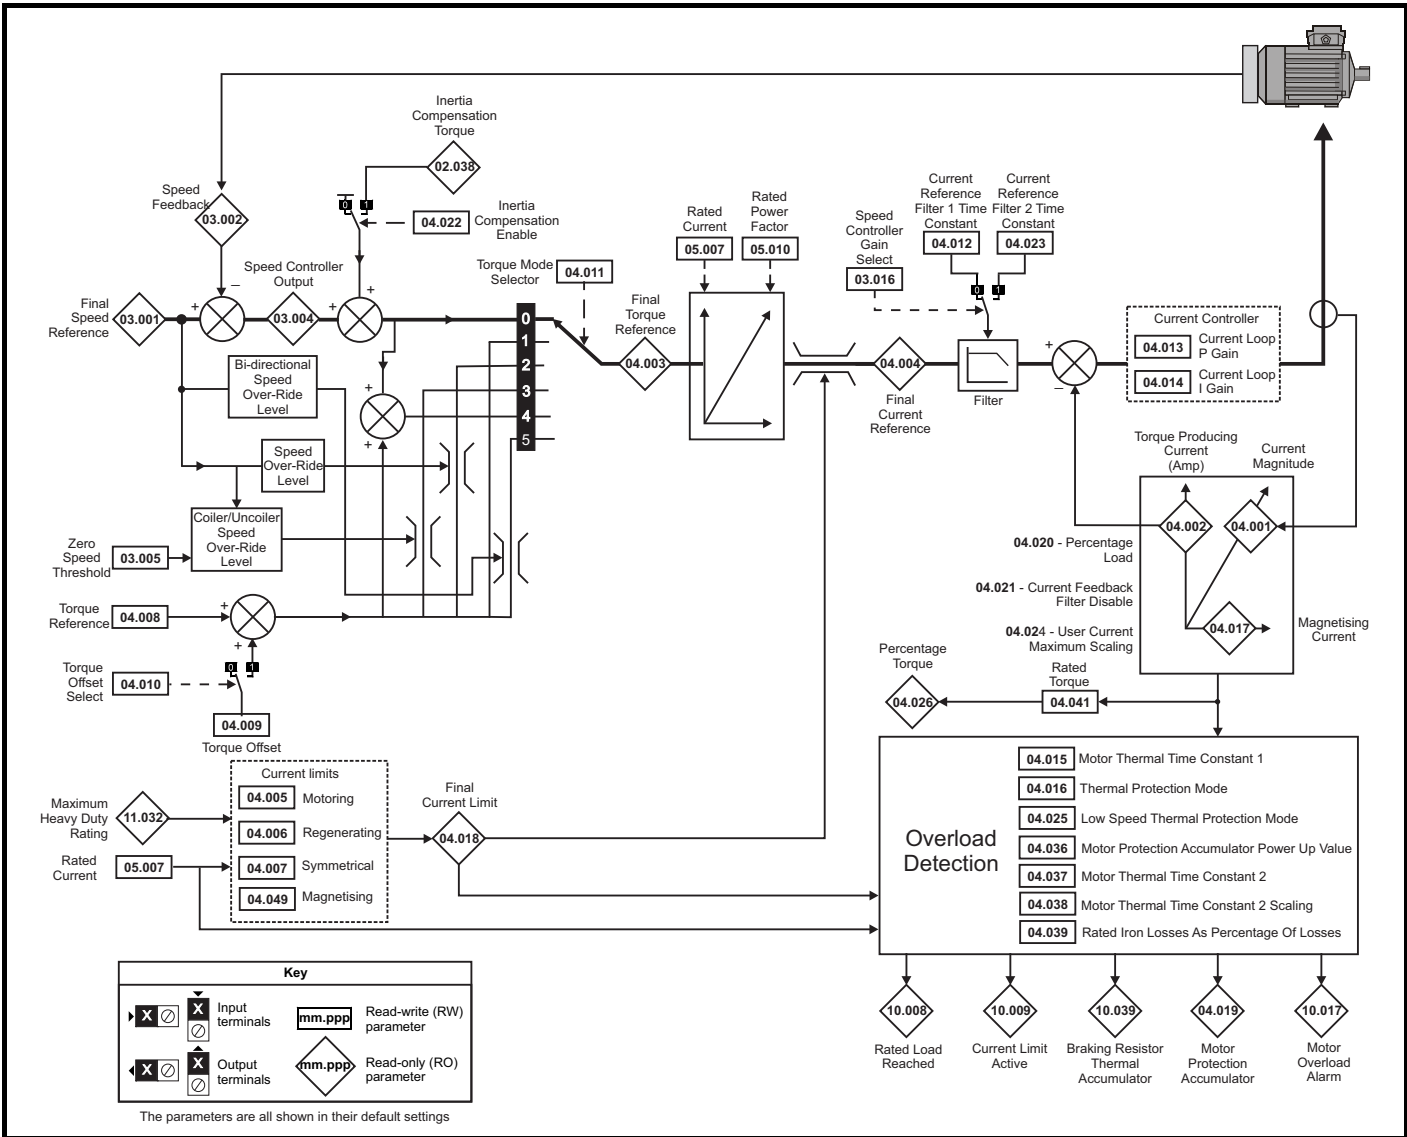 Inertia
Compensation
Torque
02.038
Speed
Feedback
03.002
0 1
04.022
Inertia
Compensation
Enable
Speed Controller
Output
Final
Speed
Reference
03.001
+
–
03.004
+
+
Torque Mode
Selector
04.011
0
1
2
3
4
5
Final
Torque
Reference
04.003
Rated
Current
05.007
Rated
Power
Factor
05.010
Speed
Controller
Gain
Select
03.016
Current
Reference
Filter 1 Time
Constant
04.012
Current
Reference
Filter 2 Time
Constant
04.023
0 1
04.004
Final
Current
Reference
Filter
+
–
Current Controller
04.013
Current Loop
P Gain
04.014
Current Loop
I Gain
Bi-directional
Speed
Over-Ride
Level
+
+
Speed
Over-Ride
Level
Coiler/Uncoiler
Speed
Over-Ride
Level
Zero
Speed
Threshold
03.005
Torque
Reference
04.008
+
+
Torque
Offset
Select
04.010
0 1
04.009
Torque Offset
Torque Producing
Current
(Amp)
Current
Magnitude
04.002
04.001
04.017
Magnetising
Current
04.020 - Percentage
Load
04.021 - Current Feedback
Filter Disable
04.024 - User Current
Maximum Scaling
Percentage
Torque
04.026
Rated
Torque
04.041
Maximum
Heavy Duty
Rating
11.032
Rated
Current
05.007
Current limits
04.005 Motoring
04.006 Regenerating
04.007 Symmetrical
04.049 Magnetising
Final
Current Limit
04.018
Overload
Detection
04.015 Motor Thermal Time Constant 1
04.016 Thermal Protection Mode
04.025 Low Speed Thermal Protection Mode
04.036 Motor Protection Accumulator Power Up Value
04.037 Motor Thermal Time Constant 2
04.038 Motor Thermal Time Constant 2 Scaling
04.039 Rated Iron Losses As Percentage Of Losses
10.008
Rated Load
Reached
10.009
Current Limit
Active
10.039
Braking Resistor
Thermal
Accumulator
04.019
Motor
Protection
Accumulator
10.017
Motor
Overload
Alarm
Key
X
X
Input
terminals
mm.ppp
Read-write (RW)
parameter
X
X
Output
terminals
mm.ppp
Read-only (RO)
parameter
The parameters are all shown in their default settings